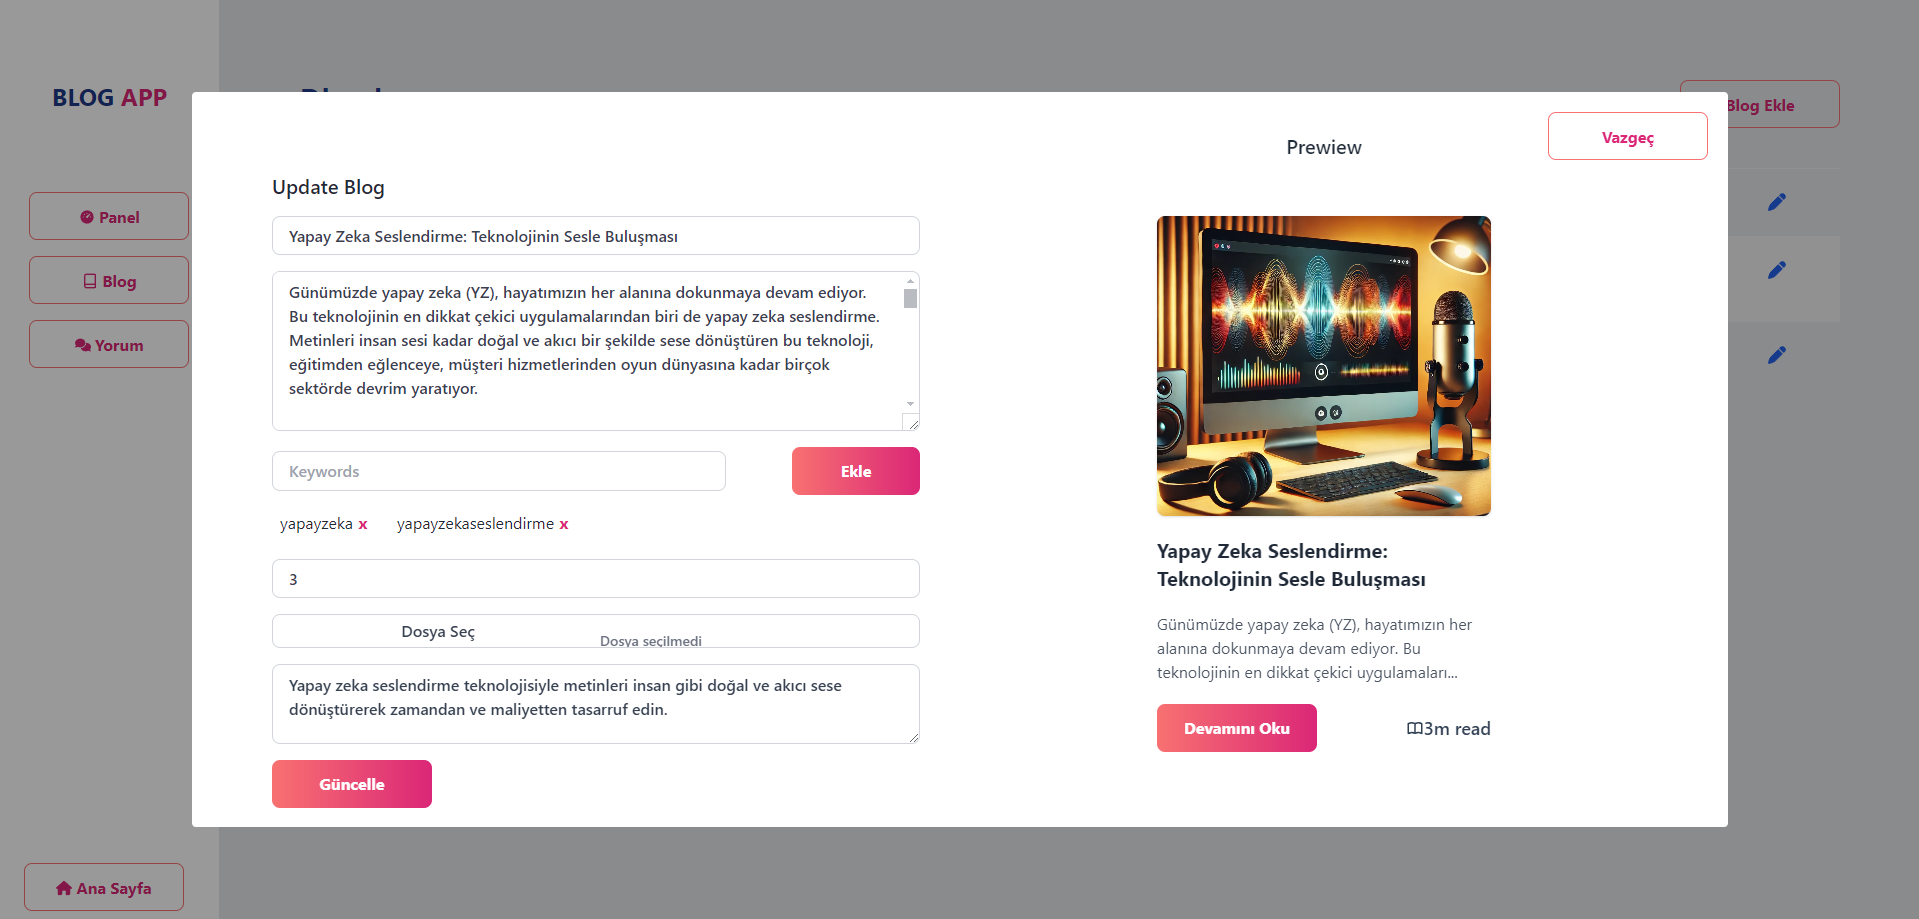 BLOG APP
Panel
Blog
Yorum
Ana Sayfa
Blog Ekle
Vazgeç
Update Blog
Yapay Zeka Seslendirme: Teknolojinin Sesle Buluşması
Günümüzde yapay zeka (YZ), hayatımızın her alanına dokunmaya devam ediyor.
Bu teknolojinin en dikkat çekici uygulamalarından biri de yapay zeka seslendirme.
Metinleri insan sesi kadar doğal ve akıcı bir şekilde sese dönüştüren bu teknoloji,
eğitimden eğlenceye, müşteri hizmetlerinden oyun dünyasına kadar birçok
sektörde devrim yaratıyor.
Keywords
Ekle
yapayzeka x yapayzekaseslendirme x
3
Dosya Seç Dosya seçilmedi
Yapay zeka seslendirme teknolojisiyle metinleri insan gibi doğal ve akıcı sese
dönüştürerek zamandan ve maliyetten tasarruf edin.
Güncelle
Prewiew
Yapay Zeka Seslendirme:
Teknolojinin Sesle Buluşması
Günümüzde yapay zeka (YZ), hayatımızın her
alanına dokunmaya devam ediyor. Bu
teknolojinin en dikkat çekici uygulamaları...
Devamını Oku
3m read